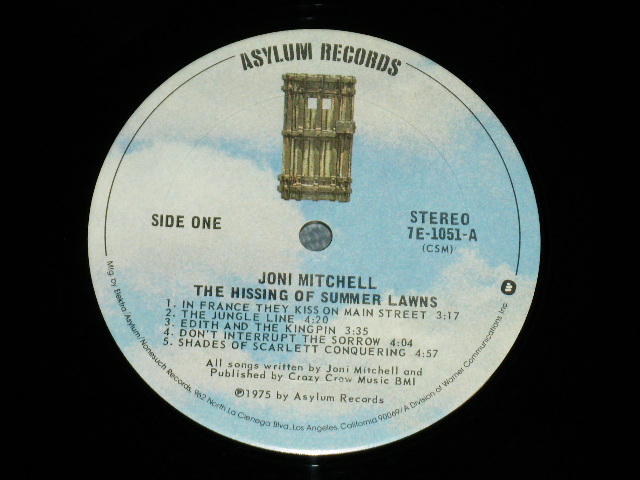 ASYLUM RECORDS
SIDE ONE
STEREO
7E-1051-A
(CSM)
JONI MITCHELL
THE HISSING OF SUMMER LAWNS
1. IN FRANCE THEY KISS ON MAIN STREET 3:17
2. THE JUNGLE LINE 4:20
3. EDITH AND THE KINGPIN 3:35
4. DON'T INTERRUPT THE SORROW 4:04
5. SHADES OF SCARLETT CONQUERING 4:57
All songs written by Joni Mitchell and
Published by Crazy Crow Music BMI
℗1975 by Asylum Records
Mfg. by Elektra/Asylum/Nonesuch Records, 962 North La Cienega Blvd., Los Angeles, California 90069/A Division of Warner Communications Inc.